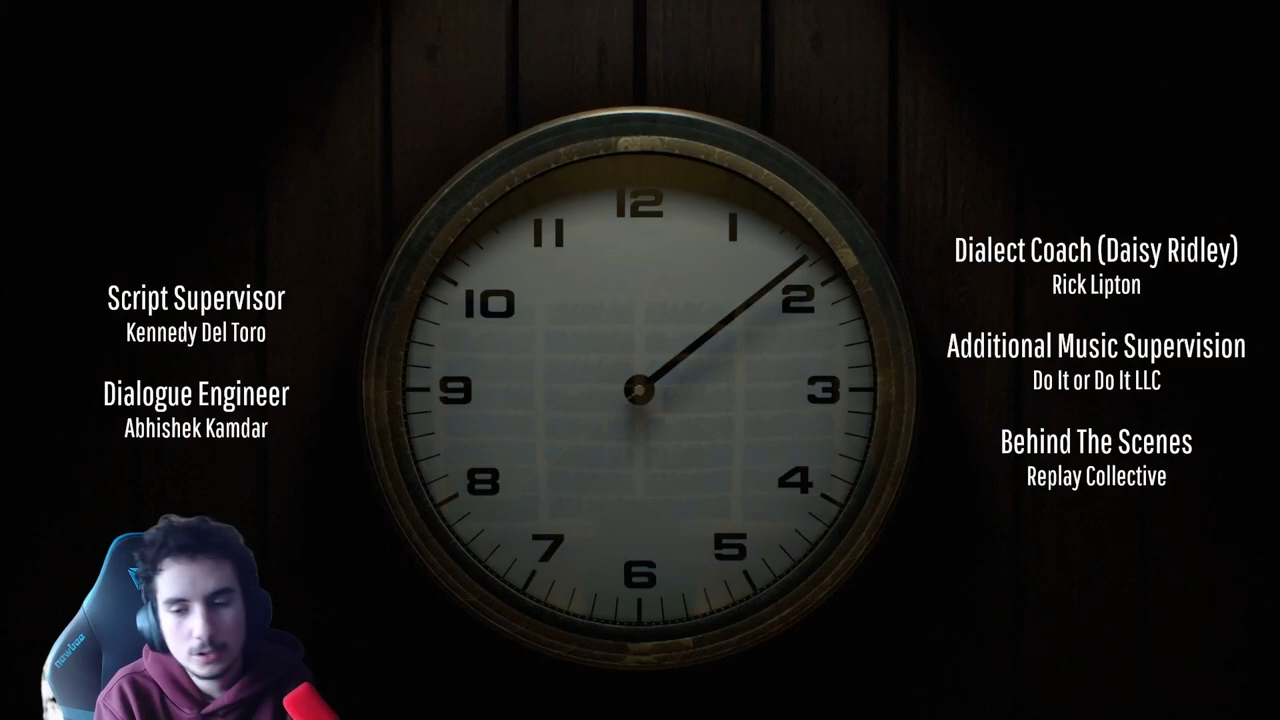 Script Supervisor
Kennedy Del Toro
Dialogue Engineer
Abhishek Kamdar
12
1
2
3
4
5
6
7
8
9
10
11
Dialect Coach (Daisy Ridley)
Rick Lipton
Additional Music Supervision
Do It or Do It LLC
Behind The Scenes
Replay Collective